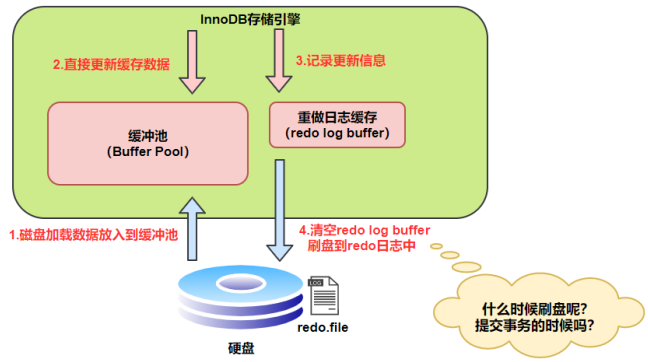 InnoDB存储引擎
2.直接更新缓存数据
3.记录更新信息
缓冲池
（Buffer Pool）
重做日志缓存
（redo log buffer）
1.磁盘加载数据放入到缓冲池
4.清空redo log buffer
刷盘到redo日志中
LOG
redo.file
硬盘
什么时候刷盘呢？
提交事务的时候吗？